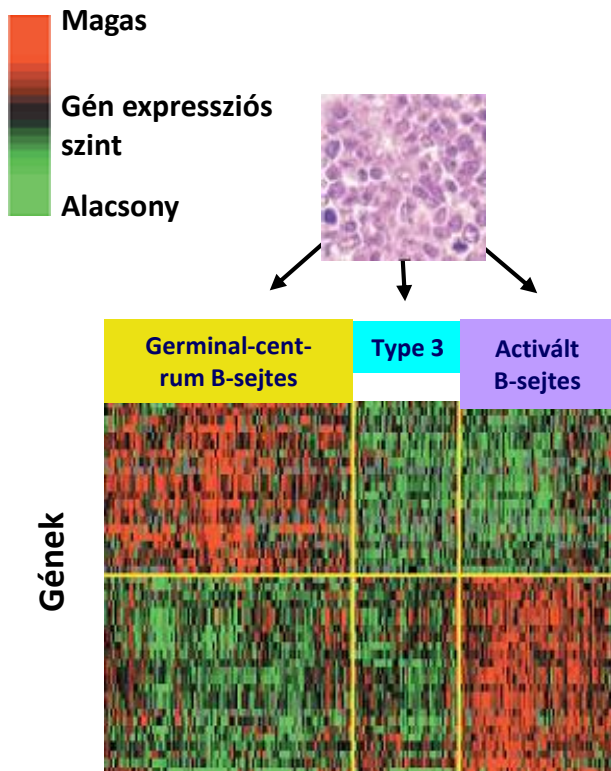 Magas
Gén expressziós
szint
Alacsony
Germinal-cent-
rum B-sejtes
Type 3
Activált
B-sejtes
Gének